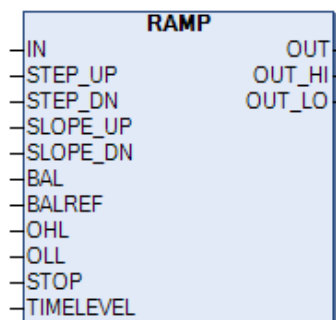 RAMP
IN OUT
STEP_UP OUT_HI
STEP_DN OUT_LO
SLOPE_UP
SLOPE_DN
BAL
BALREF
OHL
OLL
STOP
TIMELEVEL